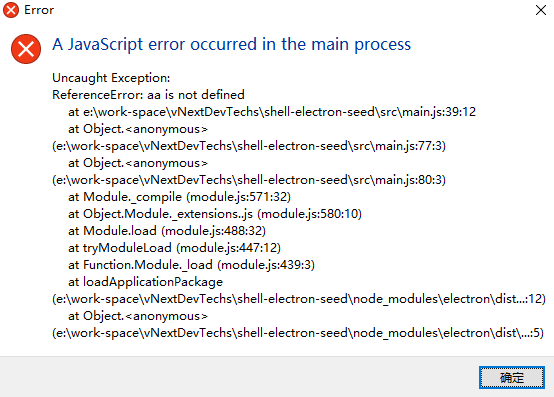 Error
A JavaScript error occurred in the main process
Uncaught Exception:
ReferenceError: aa is not defined
at e:\work-space\vNextDevTechs\shell-electron-seed\src\main.js:39:12
at Object.<anonymous>
(e:\work-space\vNextDevTechs\shell-electron-seed\src\main.js:77:3)
at Object.<anonymous>
(e:\work-space\vNextDevTechs\shell-electron-seed\src\main.js:80:3)
at Module._compile (module.js:571:32)
at Object.Module._extensions..js (module.js:580:10)
at Module.load (module.js:488:32)
at tryModuleLoad (module.js:447:12)
at Function.Module._load (module.js:439:3)
at loadApplicationPackage
(e:\work-space\vNextDevTechs\shell-electron-seed\node_modules\electron\dist...:12)
at Object.<anonymous>
(e:\work-space\vNextDevTechs\shell-electron-seed\node_modules\electron\dist\...:5)
确定